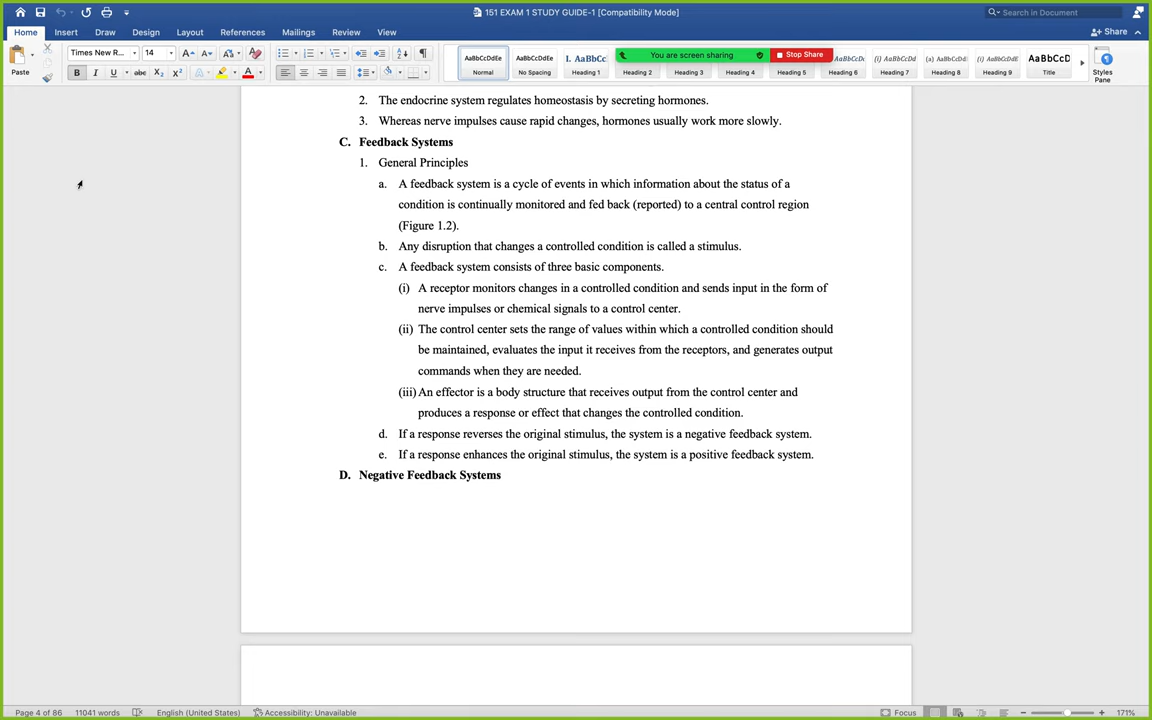 151 EXAM 1 STUDY GUIDE-1 [Compatibility Mode]
Search in Document
Home Insert Draw Design Layout References Mailings Review View
Share
Paste
Times New R... 14
AaBbCcDdEe Normal
AaBbCcDdEe No Spacing
I. AaBbCc Heading 1
Heading 2
Heading 3
Heading 4
Heading 5
Heading 6
(i) AaBbCcDd Heading 7
(a) AaBbCcDdE Heading 8
(i) AaBbCcDdE Heading 9
AaBbCcD Title
Styles Pane
You are screen sharing
Stop Share
2. The endocrine system regulates homeostasis by secreting hormones.
3. Whereas nerve impulses cause rapid changes, hormones usually work more slowly.
C. Feedback Systems
1. General Principles
a. A feedback system is a cycle of events in which information about the status of a
condition is continually monitored and fed back (reported) to a central control region
(Figure 1.2).
b. Any disruption that changes a controlled condition is called a stimulus.
c. A feedback system consists of three basic components.
(i) A receptor monitors changes in a controlled condition and sends input in the form of
nerve impulses or chemical signals to a control center.
(ii) The control center sets the range of values within which a controlled condition should
be maintained, evaluates the input it receives from the receptors, and generates output
commands when they are needed.
(iii) An effector is a body structure that receives output from the control center and
produces a response or effect that changes the controlled condition.
d. If a response reverses the original stimulus, the system is a negative feedback system.
e. If a response enhances the original stimulus, the system is a positive feedback system.
D. Negative Feedback Systems
Page 4 of 86 11041 words English (United States) Accessibility: Unavailable
Focus
171%